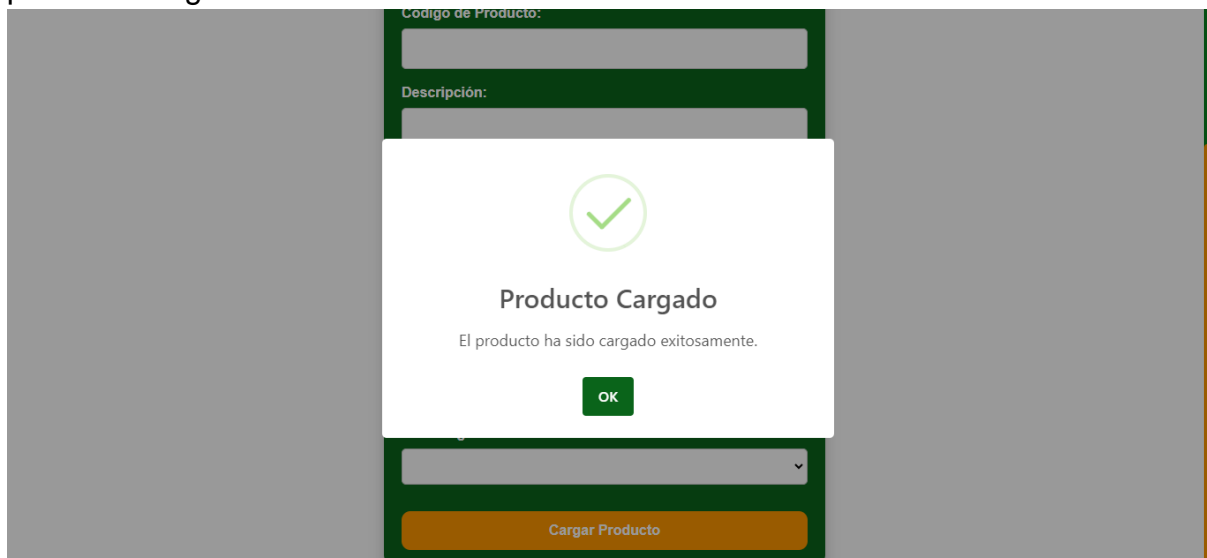 Código de Producto:
Descripción:
Producto Cargado
El producto ha sido cargado exitosamente.
OK
Cargar Producto